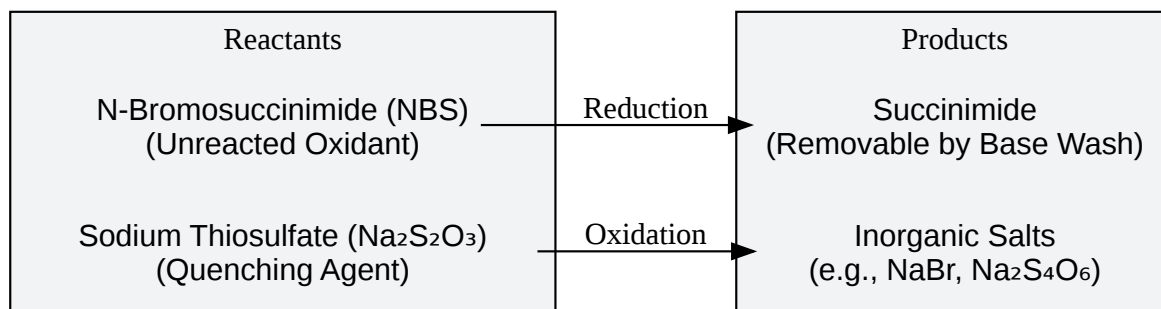 Reactants
N-Bromosuccinimide (NBS)
(Unreacted Oxidant)
Sodium Thiosulfate (Na₂S₂O₃)
(Quenching Agent)
Reduction
Oxidation
Products
Succinimide
(Removable by Base Wash)
Inorganic Salts
(e.g., NaBr, Na₂S₄O₆)